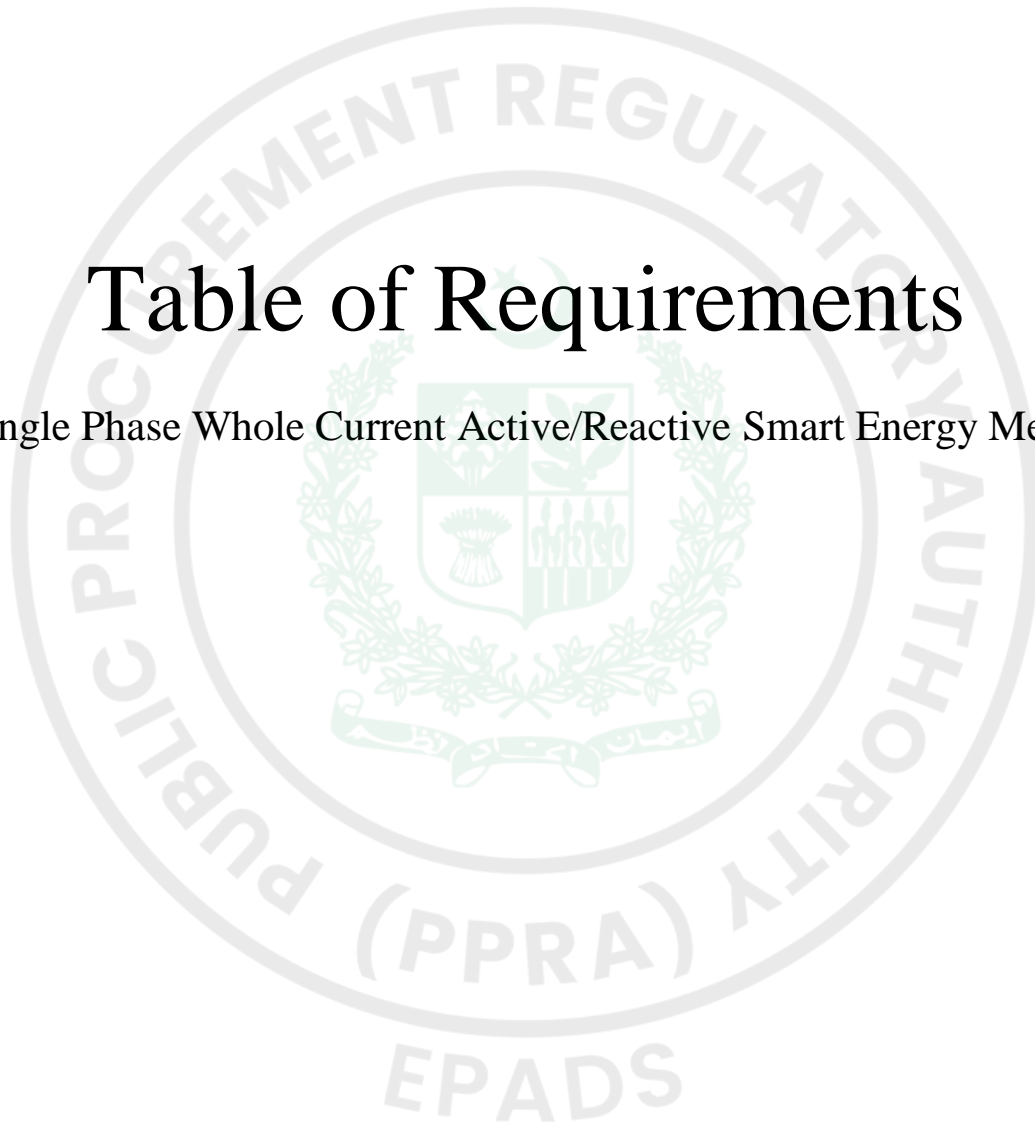 Table of Requirements
ngle Phase Whole Current Active/Reactive Smart Energy Me
PUBLIC PROCUREMENT REGULATORY AUTHORITY
(PPRA)
EPADS